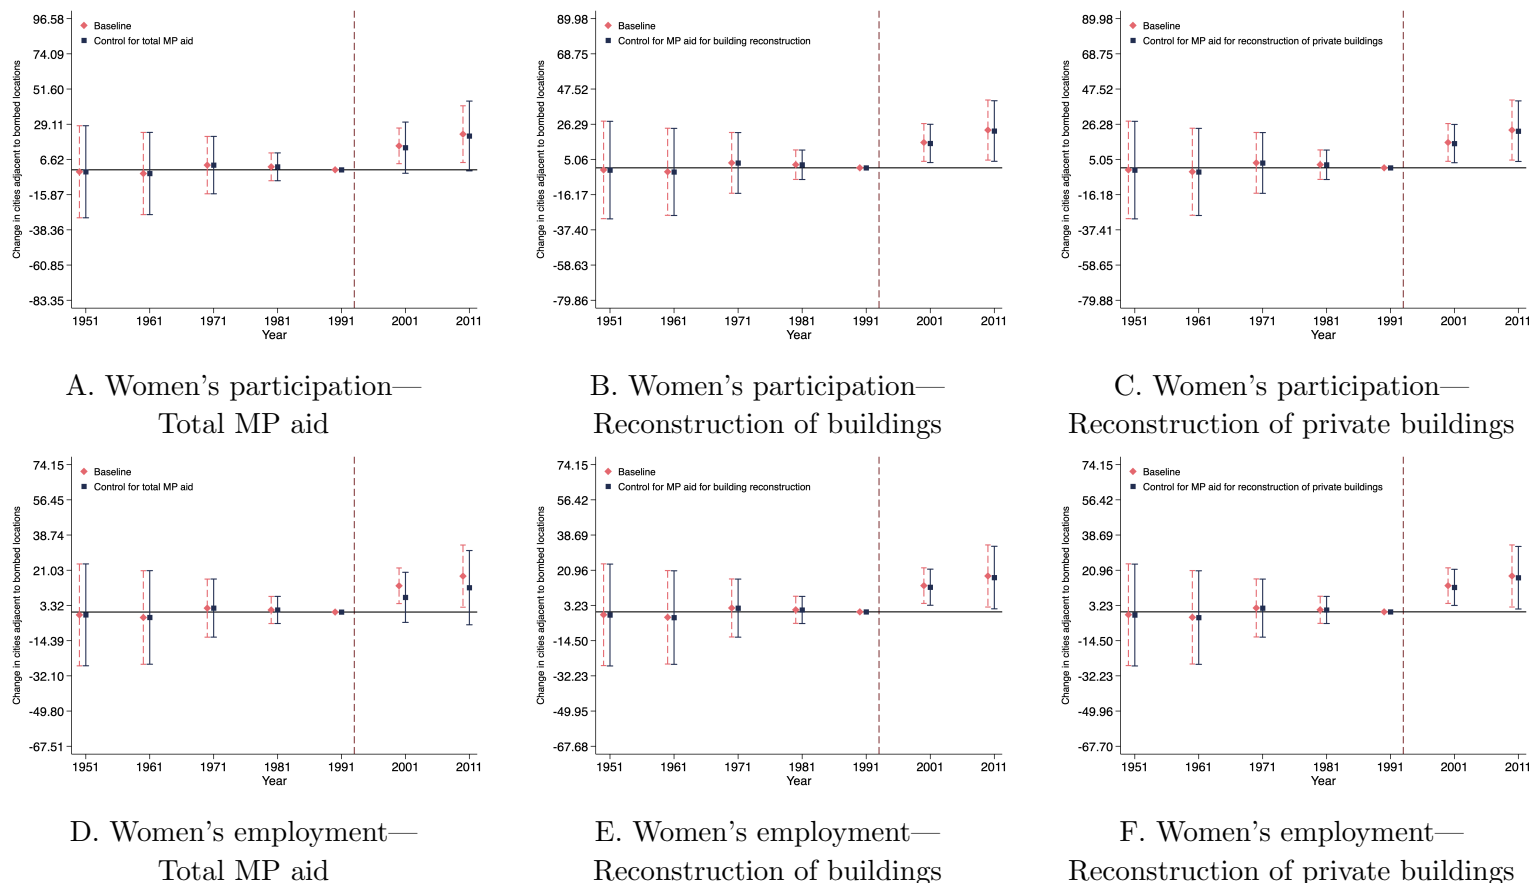 96.58
74.09
51.60
29.11
6.62
-15.87
-38.36
-60.85
-83.35
Change in cities adjacent to bombed locations
Baseline
Control for total MP aid
1951 1961 1971 1981 1991 2001 2011
Year
A. Women's participation—
Total MP aid
89.98
68.75
47.52
26.29
5.06
-16.17
-37.40
-58.63
-79.86
Change in cities adjacent to bombed locations
Baseline
Control for MP aid for building reconstruction
1951 1961 1971 1981 1991 2001 2011
Year
B. Women's participation—
Reconstruction of buildings
89.98
68.75
47.52
26.28
5.05
-16.18
-37.41
-58.65
-79.88
Change in cities adjacent to bombed locations
Baseline
Control for MP aid for reconstruction of private buildings
1951 1961 1971 1981 1991 2001 2011
Year
C. Women's participation—
Reconstruction of private buildings
74.15
56.45
38.74
21.03
3.32
-14.39
-32.10
-49.80
-67.51
Change in cities adjacent to bombed locations
Baseline
Control for total MP aid
1951 1961 1971 1981 1991 2001 2011
Year
D. Women's employment—
Total MP aid
74.15
56.42
38.69
20.96
3.23
-14.50
-32.23
-49.95
-67.68
Change in cities adjacent to bombed locations
Baseline
Control for MP aid for building reconstruction
1951 1961 1971 1981 1991 2001 2011
Year
E. Women's employment—
Reconstruction of buildings
74.15
56.42
38.69
20.96
3.23
-14.50
-32.23
-49.96
-67.70
Change in cities adjacent to bombed locations
Baseline
Control for MP aid for reconstruction of private buildings
1951 1961 1971 1981 1991 2001 2011
Year
F. Women's employment—
Reconstruction of private buildings